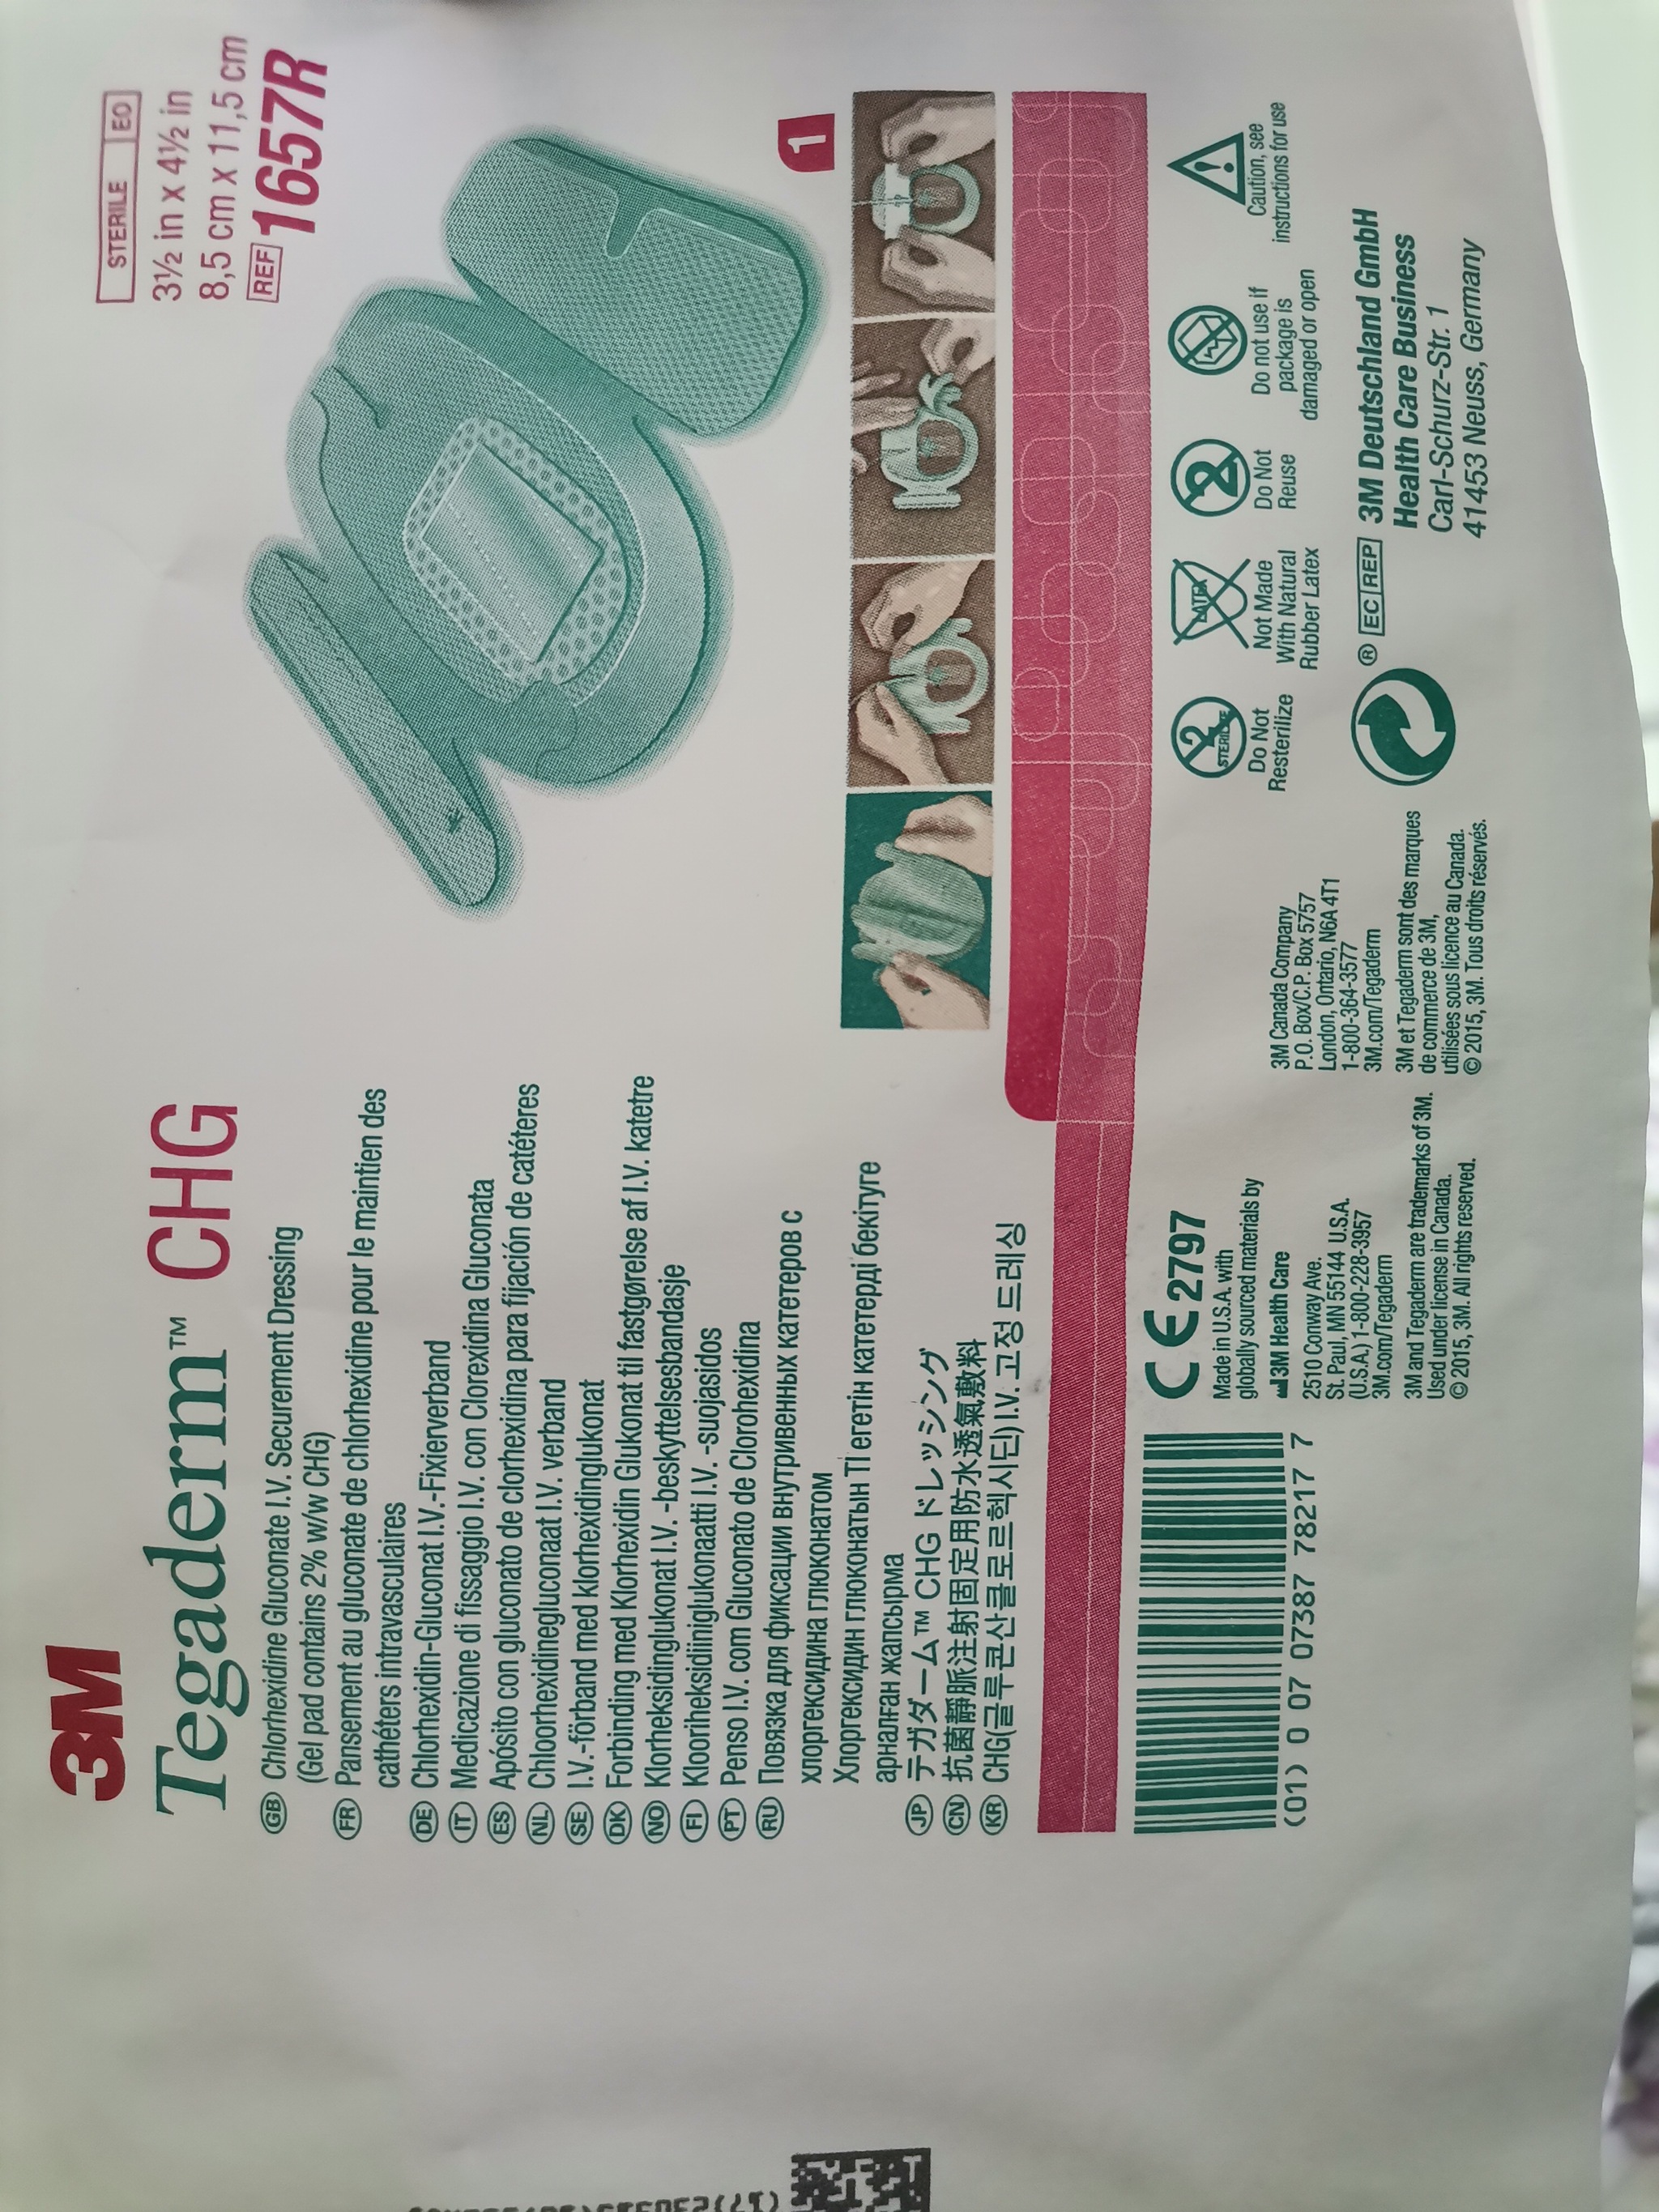 3M
Tegaderm™ CHG
GB Chlorhexidine Gluconate I.V. Securement Dressing
(Gel pad contains 2% w/w CHG)
FR Pansement au gluconate de chlorhexidine pour le maintien des
cathéters intravasculaires
DE Chlorhexidin-Gluconat I.V.-Fixierverband
IT Medicazione di fissaggio I.V. con Clorexidina Gluconata
ES Apósito con gluconato de clorhexidina para fijación de catéteres
NL Chloorhexidinegluconaat I.V. verband
SE I.V.-förband med klorhexidinglukonat
DK Forbinding med Klorhexidin Glukonat til fastgørelse af I.V. katetre
NO Klorheksidinglukonat I.V. -beskyttelsesbandasje
FI Klooriheksidiiniglukonaatti I.V. -suojasidos
PT Penso I.V. com Gluconato de Clorohexidina
RU Повязка для фиксации внутривенных катетеров с
хлоргексидина глюконатом
Хлоргексидин глюконатын Тігегетін катетерді бекітуге
арналған жапсырма
JP テガダーム™ CHG ドレッシング
CN 抗菌靜脈注射固定用防水透氣敷料
KR CHG(글루콘산클로르헥시딘)I.V. 고정 드레싱
STERILE EO
3½ in x 4½ in
8,5 cm x 11,5 cm
REF 1657R
1
(01) 0 07 07387 78217 7
CE 2797
Made in U.S.A. with
globally sourced materials by
3M Health Care
2510 Conway Ave.
St. Paul, MN 55144 U.S.A.
(U.S.A.) 1-800-228-3957
3M.com/Tegaderm
3M and Tegaderm are trademarks of 3M.
Used under license in Canada.
© 2015, 3M. All rights reserved.
3M Canada Company
P.O. Box/C.P. Box 5757
London, Ontario, N6A 4T1
1-800-364-3577
3M.com/Tegaderm
3M et Tegaderm sont des marques
de commerce de 3M,
utilisées sous licence au Canada.
© 2015, 3M. Tous droits réservés.
2
STERILIZE
Do Not
Resterilize
LATEX
Not Made
With Natural
Rubber Latex
2
Do Not
Reuse
Do not use if
package is
damaged or open
Caution, see
instructions for use
®
EC REP 3M Deutschland GmbH
Health Care Business
Carl-Schurz-Str. 1
41453 Neuss, Germany